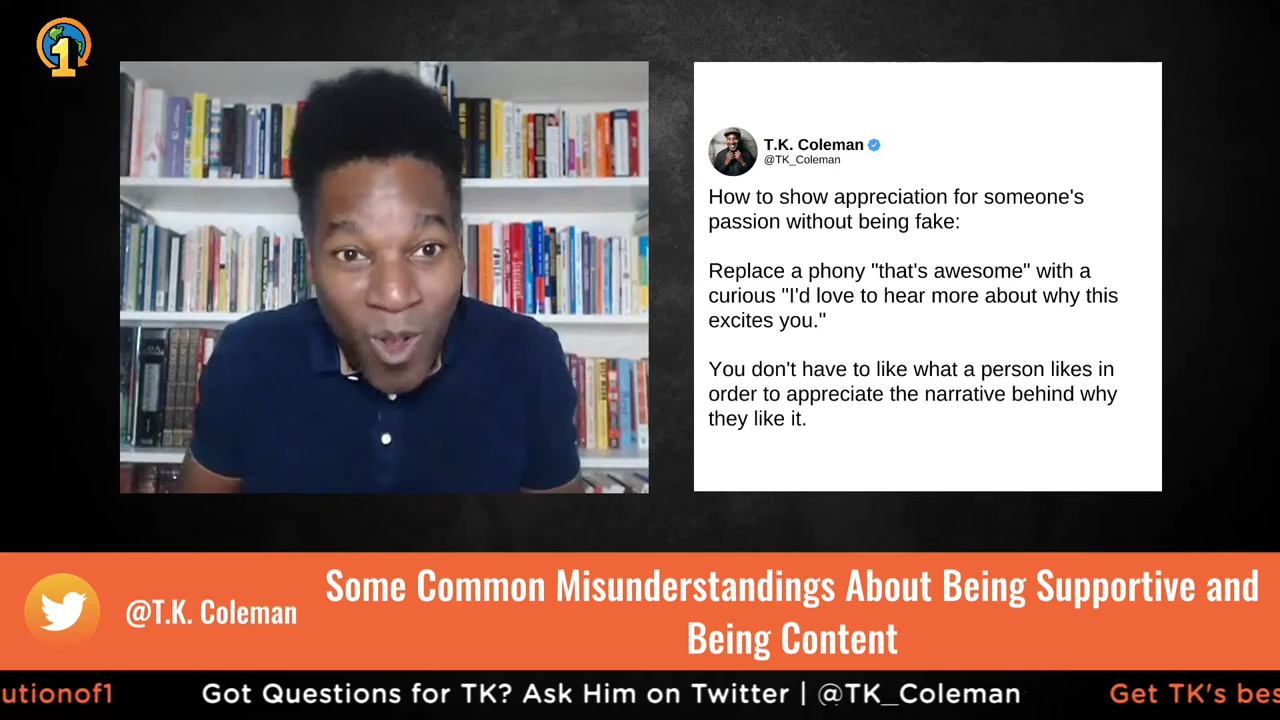 1
T.K. Coleman
@TK_Coleman
How to show appreciation for someone's
passion without being fake:
Replace a phony "that's awesome" with a
curious "I'd love to hear more about why this
excites you."
You don't have to like what a person likes in
order to appreciate the narrative behind why
they like it.
@T.K. Coleman
Some Common Misunderstandings About Being Supportive and
Being Content
utionof1 Got Questions for TK? Ask Him on Twitter | @TK_Coleman Get TK's bes